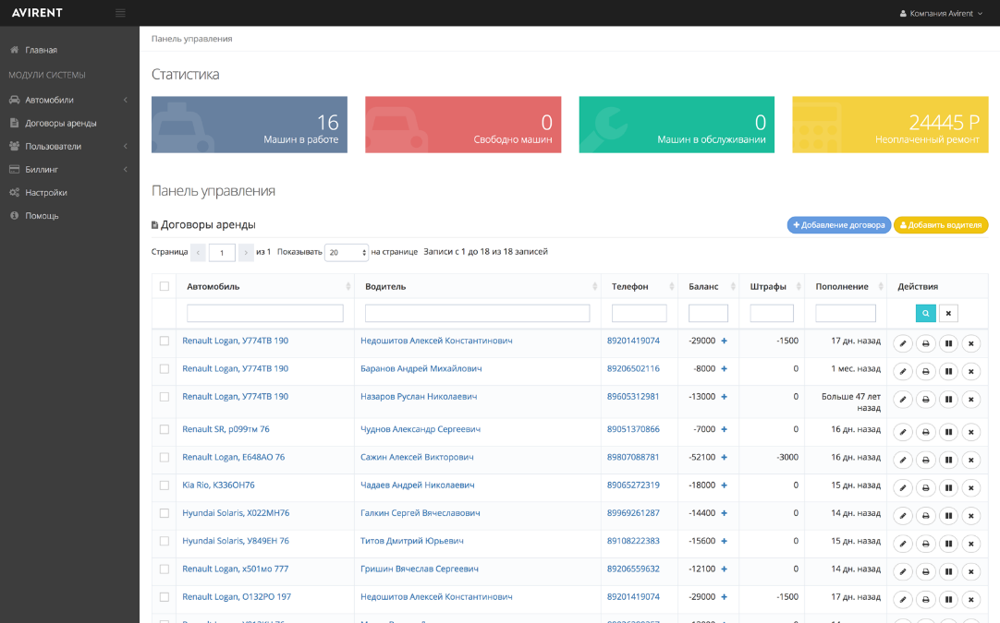 AVIRENT
Компания Avirent
Главная
МОДУЛИ СИСТЕМЫ
Автомобили
Договоры аренды
Пользователи
Биллинг
Настройки
Помощь
Панель управления
Статистика
16
Машин в работе
0
Свободно машин
0
Машин в обслуживании
24445 Р
Неоплаченный ремонт
Панель управления
Договоры аренды
+ Добавление договора
Добавить водителя
Страница ‹ 1 › из 1 Показывать 20 на странице Записи с 1 до 18 из 18 записей
Автомобиль Водитель Телефон Баланс Штрафы Пополнение Действия
Renault Logan, У774ТВ 190 Недошитов Алексей Константинович 89201419074 -29000 + -1500 17 дн. назад
Renault Logan, У774ТВ 190 Баранов Андрей Михайлович 89206502116 -8000 + 0 1 мес. назад
Renault Logan, У774ТВ 190 Назаров Руслан Николаевич 89605312981 -13000 + 0 Больше 47 лет
назад
Renault SR, р099тм 76 Чуднов Александр Сергеевич 89051370866 -7000 + 0 16 дн. назад
Renault Logan, Е648АО 76 Сажин Алексей Викторович 89807088781 -52100 + -3000 16 дн. назад
Kia Rio, К336ОН76 Чадаев Андрей Николаевич 89065272319 -18000 + 0 15 дн. назад
Hyundai Solaris, Х022МН76 Галкин Сергей Вячеславович 89969261287 -14400 + 0 14 дн. назад
Hyundai Solaris, У849ЕН 76 Титов Дмитрий Юрьевич 89108222383 -15600 + 0 15 дн. назад
Renault Logan, х501мо 777 Гришин Вячеслав Сергеевич 89206559632 -12100 + 0 14 дн. назад
Renault Logan, О132РО 197 Недошитов Алексей Константинович 89201419074 -29000 + -1500 17 дн. назад